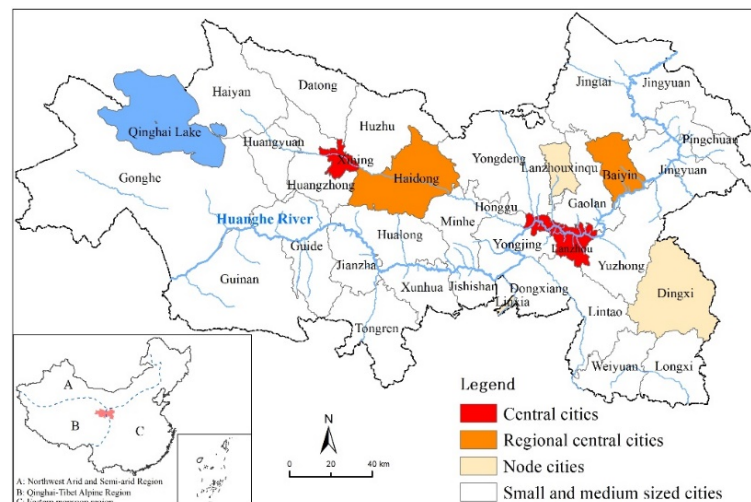 Jingtai
Jingyuan
Datong
Haiyan
Huzhu
Qinghai Lake
Pingchuan
Huangyuan
Xining
Yongdeng
Lanzhouxinqu
Baiyin
Jingyuan
Gonghe
Huangzhong
Haidong
Honggu
Gaolan
Minhe
Huanghe River
Hualong
Lanzhou
Guide
Yongjing
Yuzhong
Guinan
Jianzha
Xunhua
Jishishan
Dongxiang
Linxia
Dingxi
Lintao
Tongren
Weiyuan
Longxi
A
B
C
A: Northwest Arid and Semi-arid Region
B: Qinghai-Tibet Alpine Region
N
0 20 40 km
Legend
Central cities
Regional central cities
Node cities
Small and medium sized cities